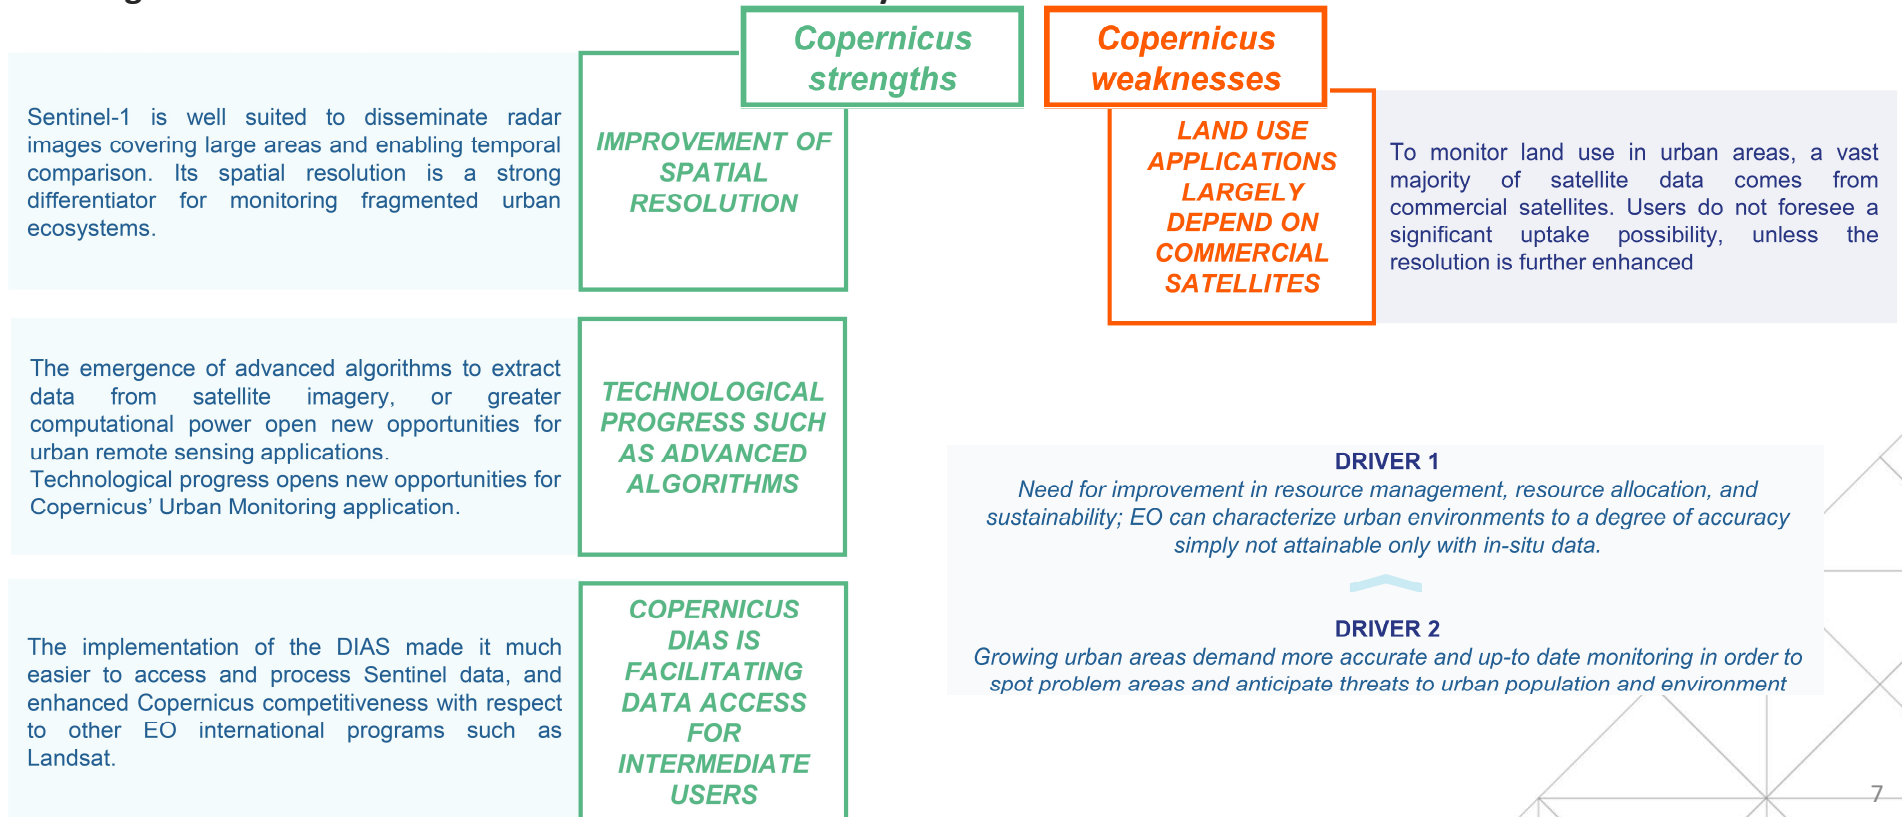 Copernicus
strengths
Sentinel-1 is well suited to disseminate radar
images covering large areas and enabling temporal
comparison. Its spatial resolution is a strong
differentiator for monitoring fragmented urban
ecosystems.
IMPROVEMENT OF
SPATIAL
RESOLUTION
The emergence of advanced algorithms to extract
data from satellite imagery, or greater
computational power open new opportunities for
urban remote sensing applications.
Technological progress opens new opportunities for
Copernicus’ Urban Monitoring application.
TECHNOLOGICAL
PROGRESS SUCH
AS ADVANCED
ALGORITHMS
The implementation of the DIAS made it much
easier to access and process Sentinel data, and
enhanced Copernicus competitiveness with respect
to other EO international programs such as
Landsat.
COPERNICUS
DIAS IS
FACILITATING
DATA ACCESS
FOR
INTERMEDIATE
USERS
Copernicus
weaknesses
LAND USE
APPLICATIONS
LARGELY
DEPEND ON
COMMERCIAL
SATELLITES
To monitor land use in urban areas, a vast
majority of satellite data comes from
commercial satellites. Users do not foresee a
significant uptake possibility, unless the
resolution is further enhanced
DRIVER 1
Need for improvement in resource management, resource allocation, and
sustainability; EO can characterize urban environments to a degree of accuracy
simply not attainable only with in-situ data.
DRIVER 2
Growing urban areas demand more accurate and up-to date monitoring in order to
spot problem areas and anticipate threats to urban population and environment
7